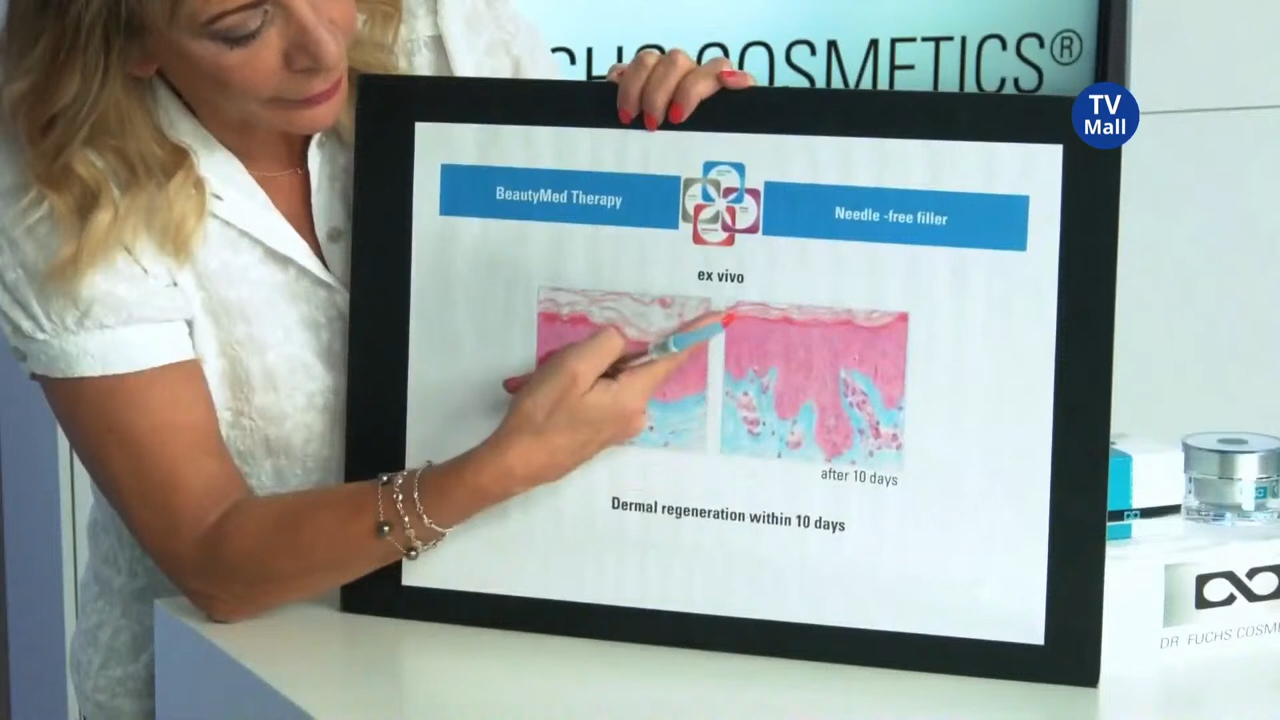 COSMETICS®
TV
Mall
BeautyMed Therapy
Needle -free filler
ex vivo
after 10 days
Dermal regeneration within 10 days
DR FUCHS